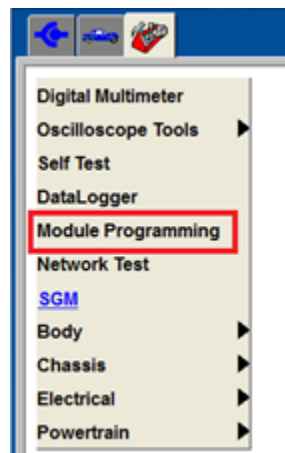 Digital Multimeter
Oscilloscope Tools
Self Test
DataLogger
Module Programming
Network Test
SGM
Body
Chassis
Electrical
Powertrain